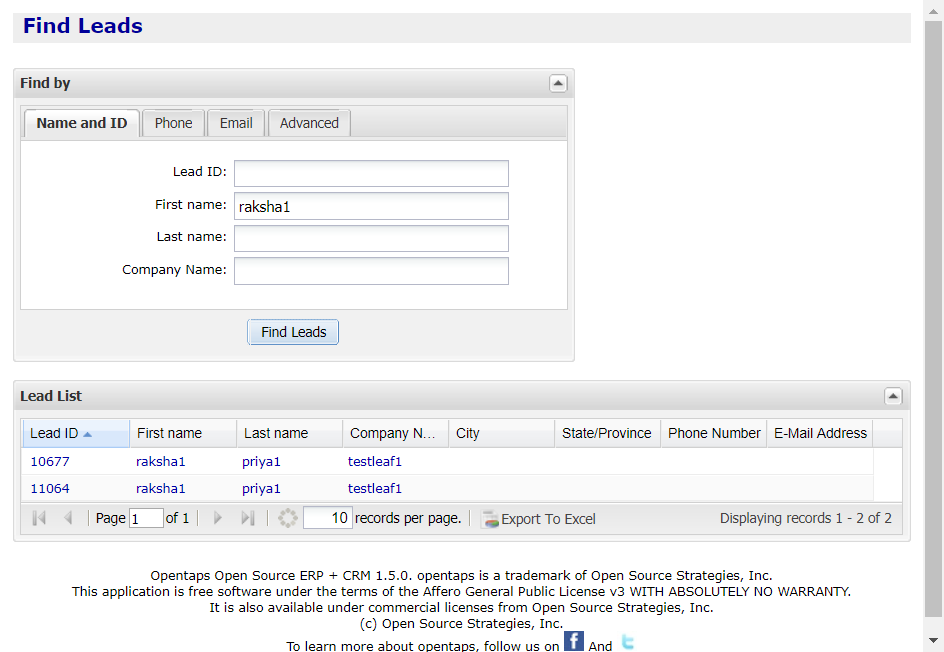 Find Leads
Find by
Name and ID Phone Email Advanced
Lead ID:
First name: raksha1
Last name:
Company Name:
Find Leads
Lead List
Lead ID First name Last name Company N... City State/Province Phone Number E-Mail Address
10677 raksha1 priya1 testleaf1
11064 raksha1 priya1 testleaf1
Page 1 of 1 10 records per page. Export To Excel Displaying records 1 - 2 of 2
Opentaps Open Source ERP + CRM 1.5.0. opentaps is a trademark of Open Source Strategies, Inc.
This application is free software under the terms of the Affero General Public License v3 WITH ABSOLUTELY NO WARRANTY.
It is also available under commercial licenses from Open Source Strategies, Inc.
(c) Open Source Strategies, Inc.
To learn more about opentaps, follow us on f And t